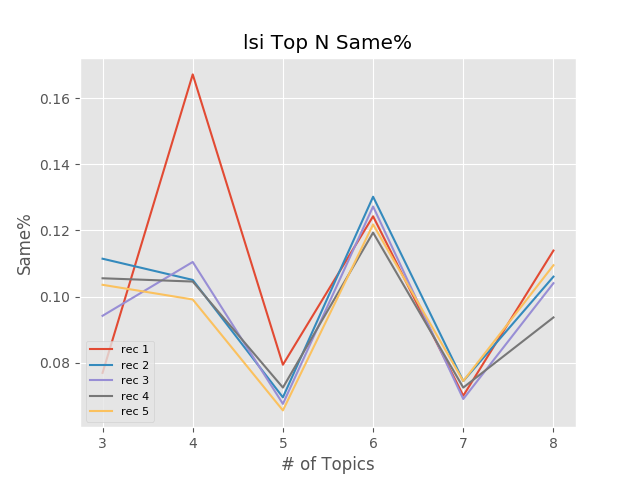 lsi Top N Same%
Same%
0.16
0.14
0.12
0.10
0.08
rec 1
rec 2
rec 3
rec 4
rec 5
3 4 5 6 7 8
# of Topics